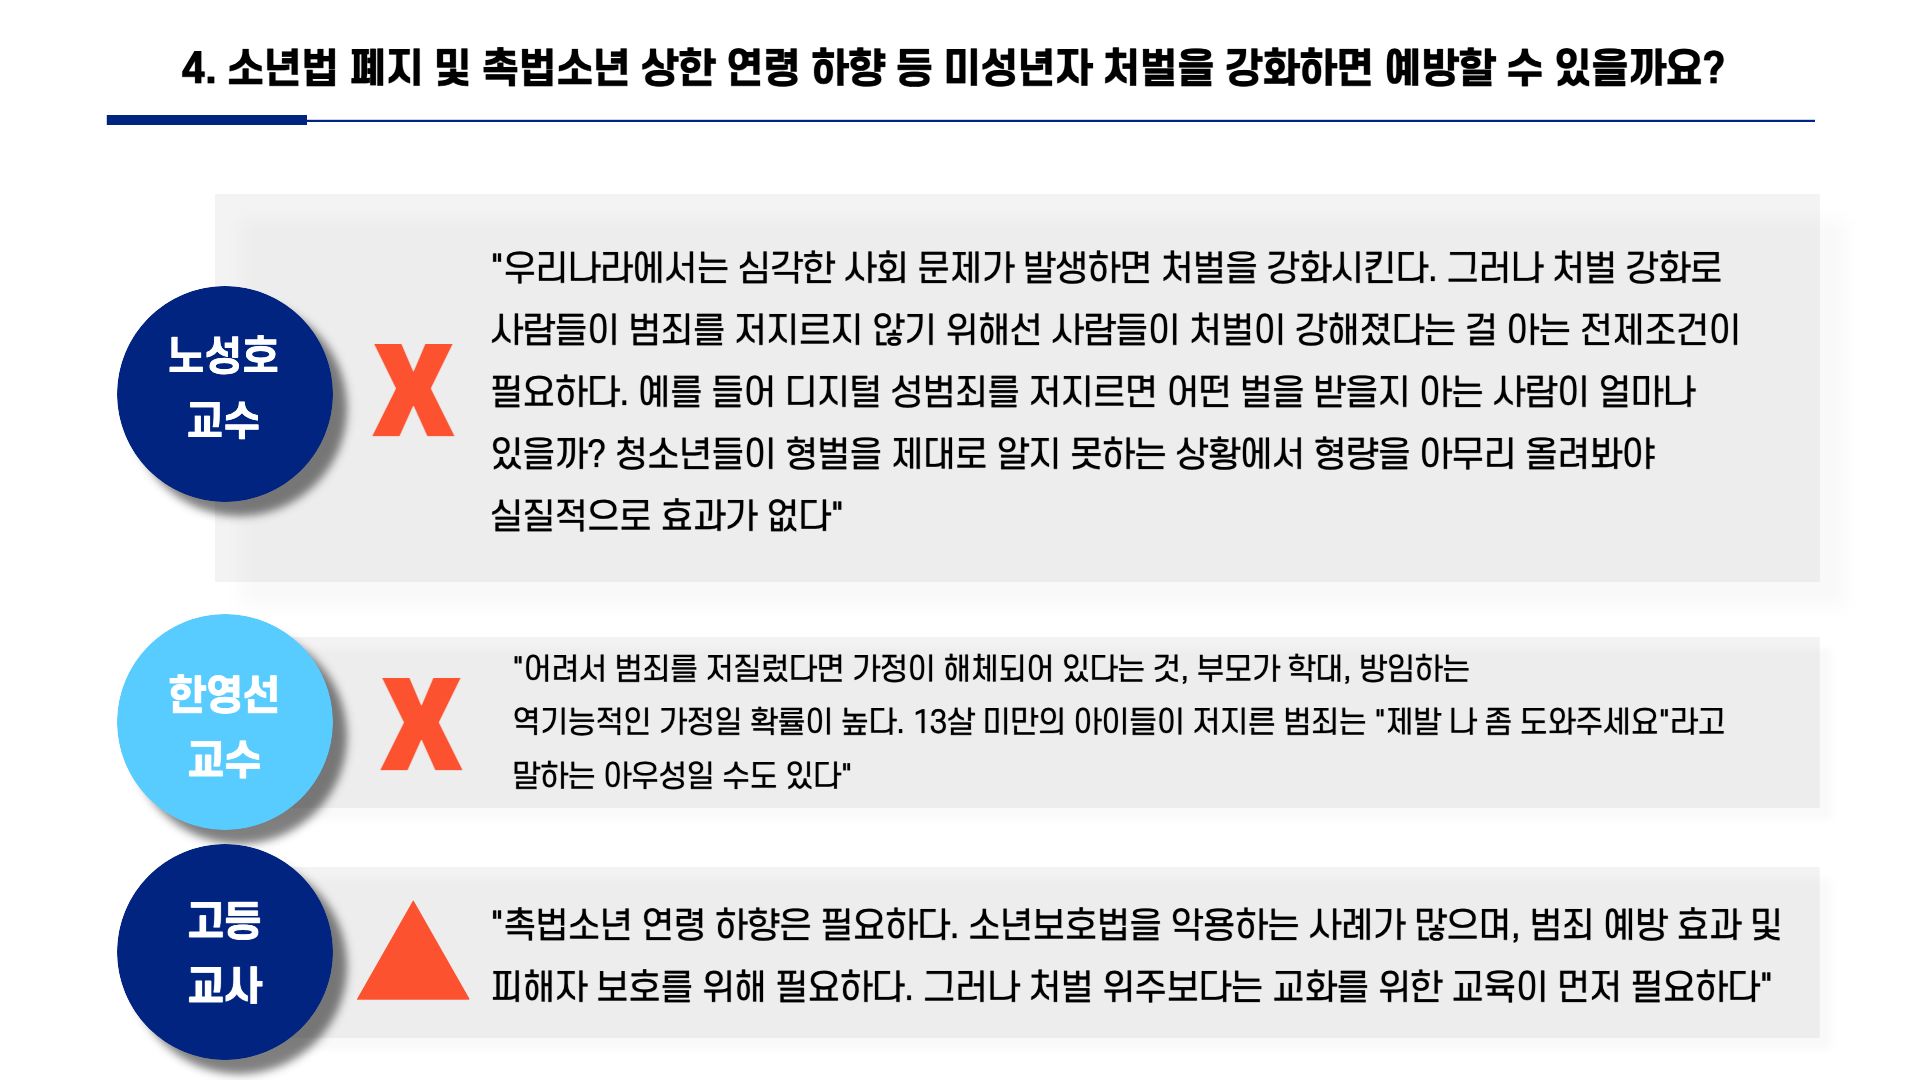 4. 소년법 폐지 및 촉법소년 상한 연령 하향 등 미성년자 처벌을 강화하면 예방할 수 있을까요?
노성호
교수
X
"우리나라에서는 심각한 사회 문제가 발생하면 처벌을 강화시킨다. 그러나 처벌 강화로
사람들이 범죄를 저지르지 않기 위해선 사람들이 처벌이 강해졌다는 걸 아는 전제조건이
필요하다. 예를 들어 디지털 성범죄를 저지르면 어떤 벌을 받을지 아는 사람이 얼마나
있을까? 청소년들이 형벌을 제대로 알지 못하는 상황에서 형량을 아무리 올려봐야
실질적으로 효과가 없다"
한영선
교수
X
"어려서 범죄를 저질렀다면 가정이 해체되어 있다는 것, 부모가 학대, 방임하는
역기능적인 가정일 확률이 높다. 13살 미만의 아이들이 저지른 범죄는 "제발 나 좀 도와주세요"라고
말하는 아우성일 수도 있다"
고등
교사
"촉법소년 연령 하향은 필요하다. 소년보호법을 악용하는 사례가 많으며, 범죄 예방 효과 및
피해자 보호를 위해 필요하다. 그러나 처벌 위주보다는 교화를 위한 교육이 먼저 필요하다"